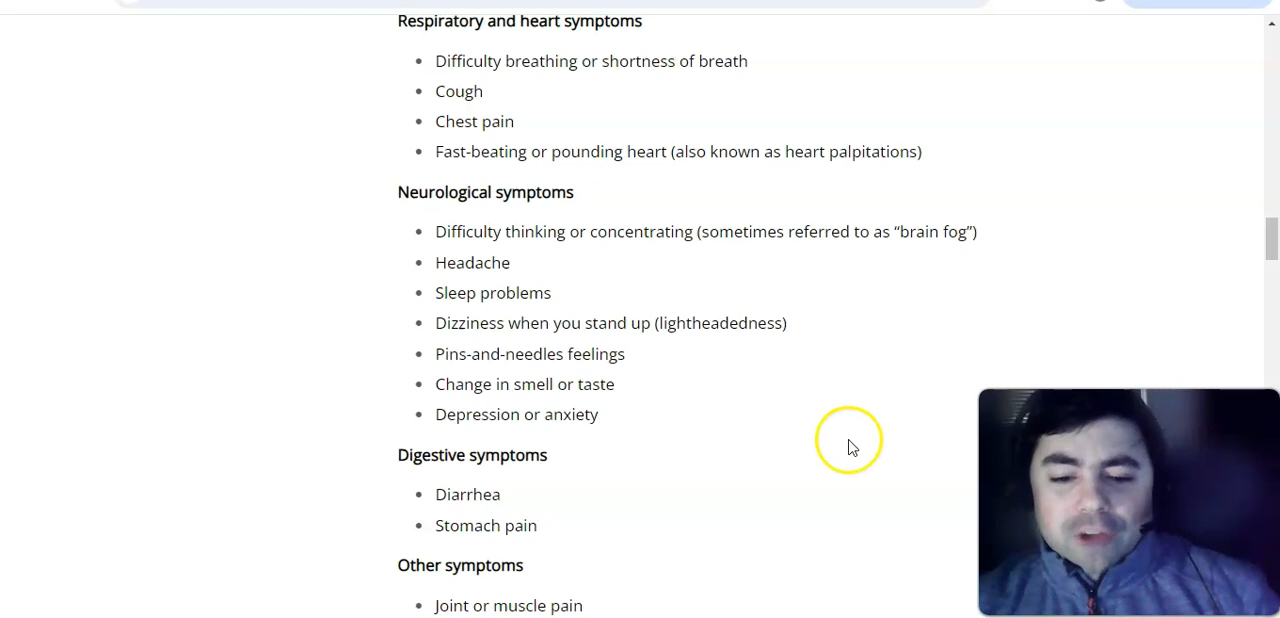 Respiratory and heart symptoms
Difficulty breathing or shortness of breath
Cough
Chest pain
Fast-beating or pounding heart (also known as heart palpitations)
Neurological symptoms
Difficulty thinking or concentrating (sometimes referred to as “brain fog”)
Headache
Sleep problems
Dizziness when you stand up (lightheadedness)
Pins-and-needles feelings
Change in smell or taste
Depression or anxiety
Digestive symptoms
Diarrhea
Stomach pain
Other symptoms
Joint or muscle pain